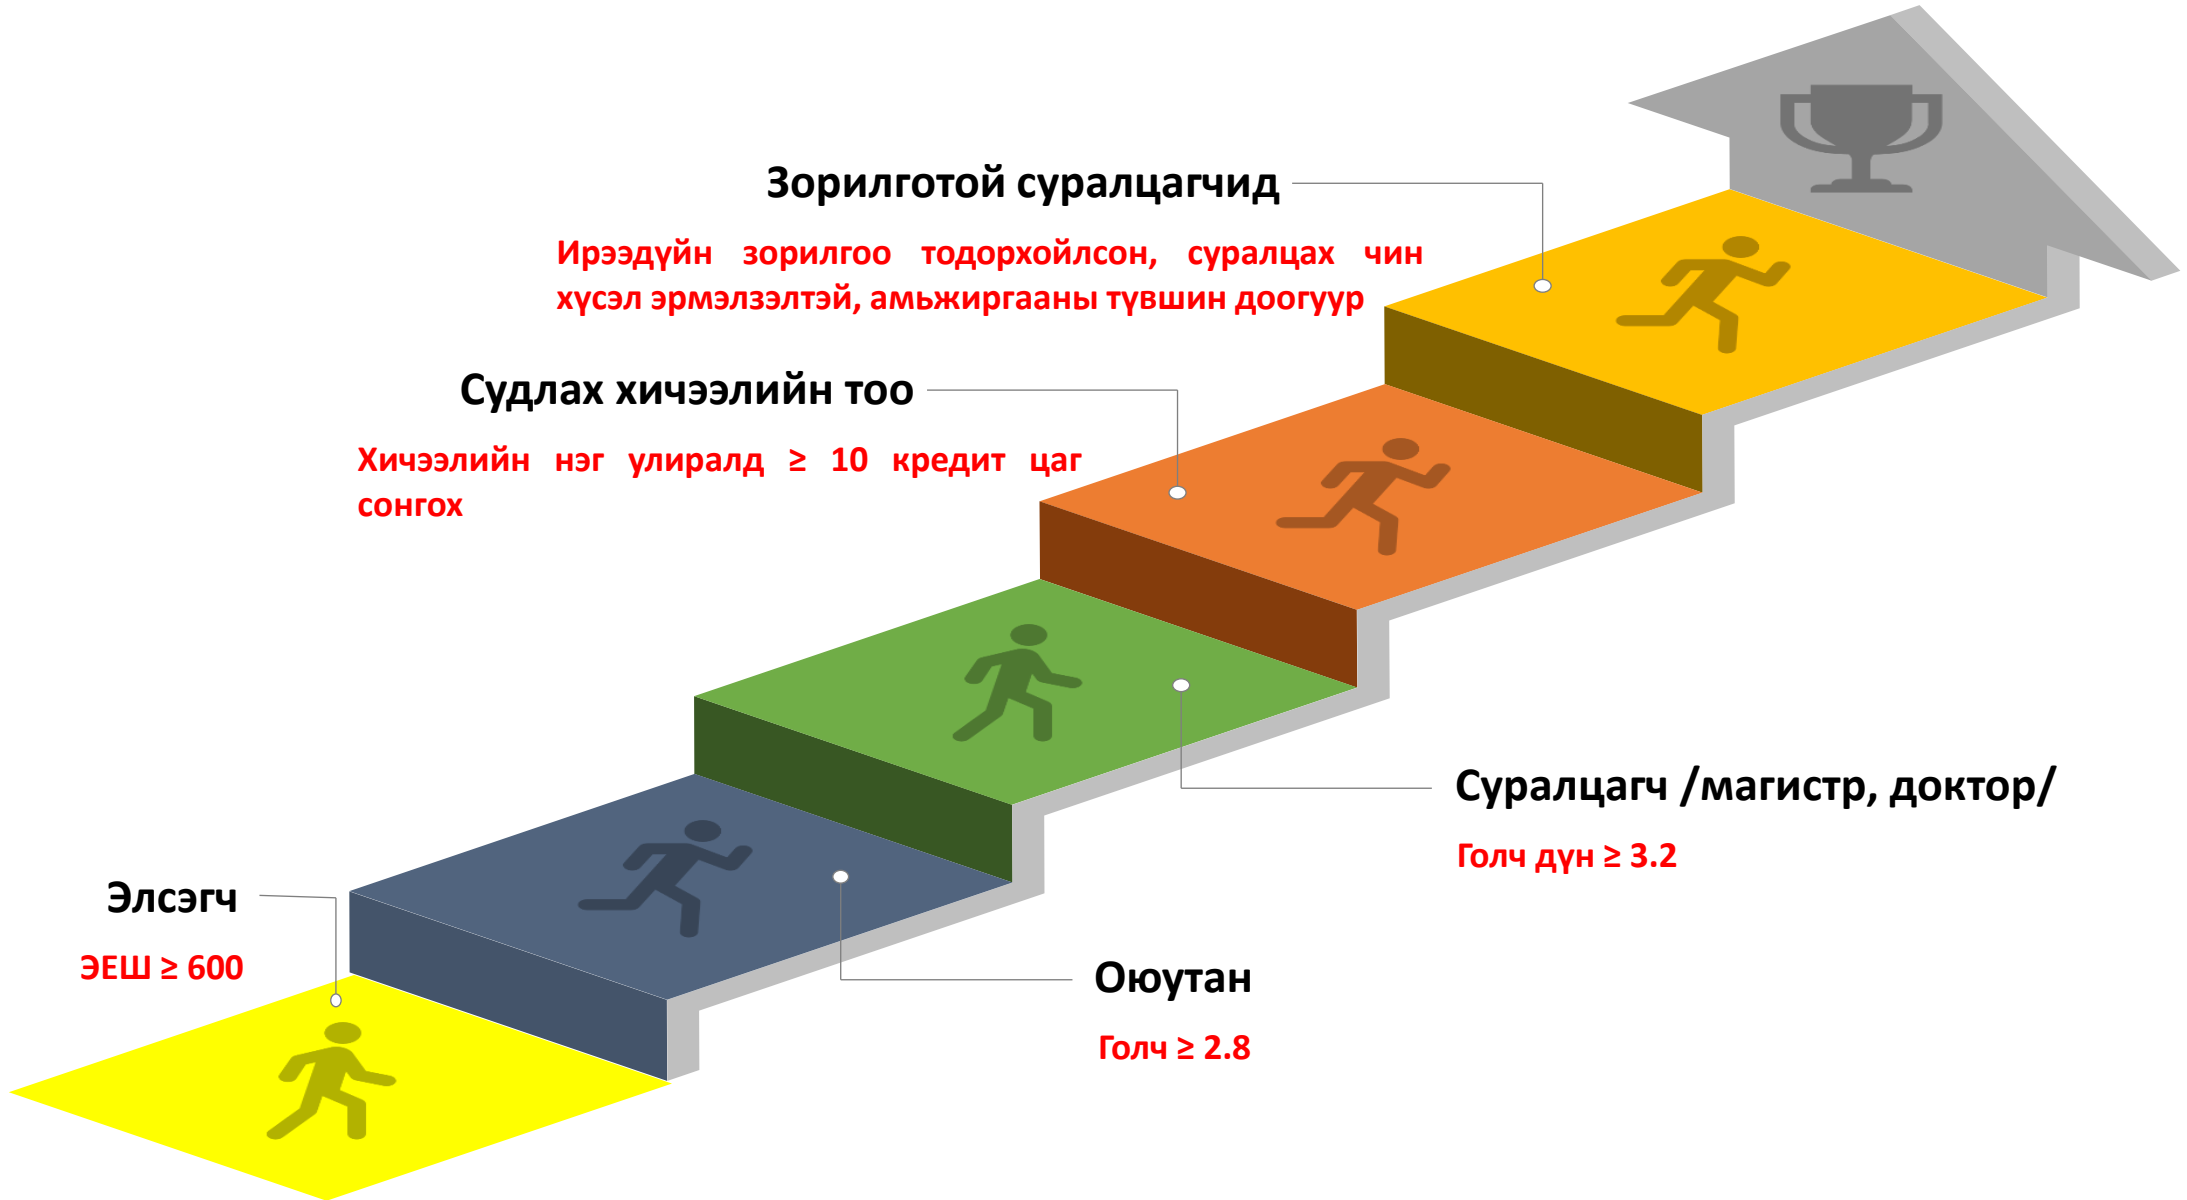 Зорилготой суралцагчид
Ирээдүйн зорилгоо тодорхойлсон, суралцах чин
хүсэл эрмэлзэлтэй, амьжиргааны түвшин доогуур
Судлах хичээлийн тоо
Хичээлийн нэг улиралд ≥ 10 кредит цаг
сонгох
Суралцагч /магистр, доктор/
Голч дүн ≥ 3.2
Элсэгч
ЭЕШ ≥ 600
Оюутан
Голч ≥ 2.8